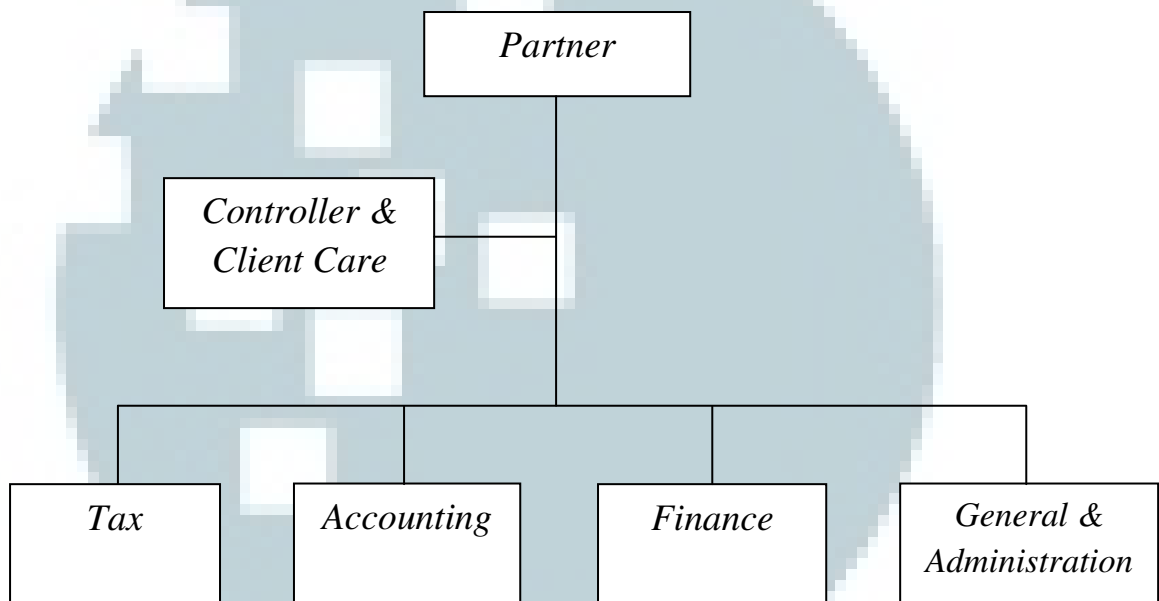 Partner
Controller &
Client Care
Tax
Accounting
Finance
General &
Administration